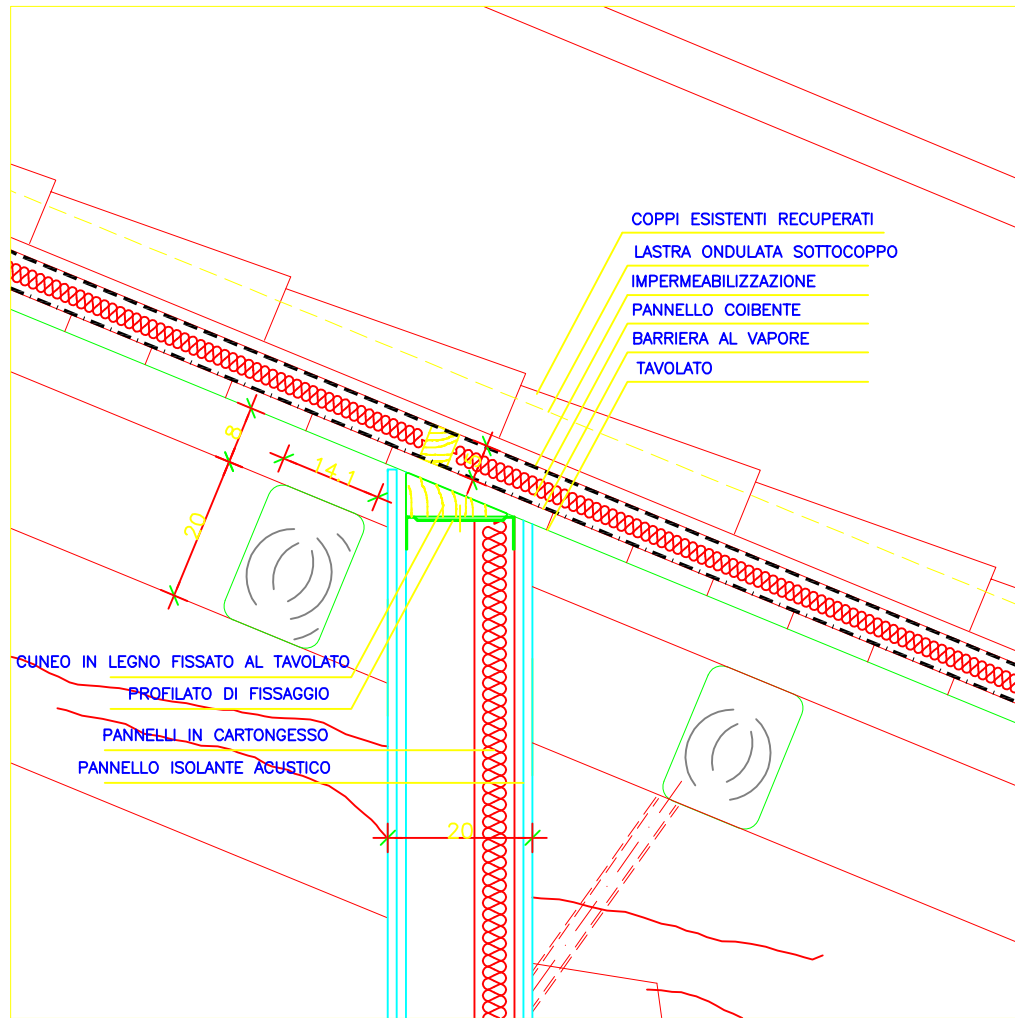 COPPI ESISTENTI RECUPERATI
LASTRA ONDULATA SOTTOCOPPO
IMPERMEABILIZZAZIONE
PANNELLO COIBENTE
BARRIERA AL VAPORE
TAVOLATO
8
14.1
5
20
CUNEO IN LEGNO FISSATO AL TAVOLATO
PROFILATO DI FISSAGGIO
PANNELLI IN CARTONGESSO
PANNELLO ISOLANTE ACUSTICO
20